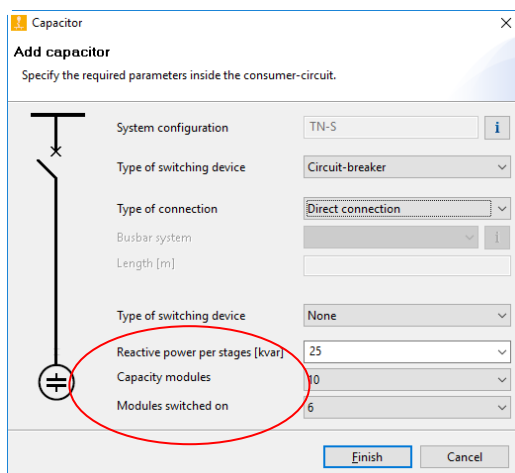 Capacitor
Add capacitor
Specify the required parameters inside the consumer-circuit.
System configuration TN-S i
Type of switching device Circuit-breaker
Type of connection Direct connection
Busbar system i
Length [m]
Type of switching device None
Reactive power per stages [kvar] 25
Capacity modules 10
Modules switched on 6
Finish Cancel